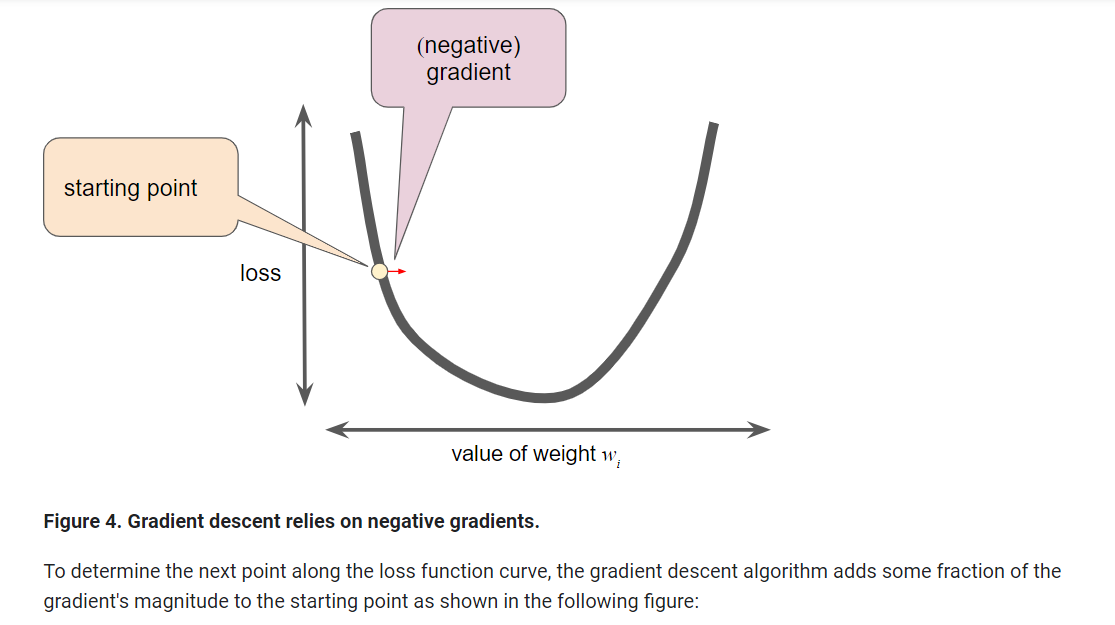 (negative)
gradient
starting point
loss
value of weight wᵢ
Figure 4. Gradient descent relies on negative gradients.
To determine the next point along the loss function curve, the gradient descent algorithm adds some fraction of the
gradient's magnitude to the starting point as shown in the following figure: